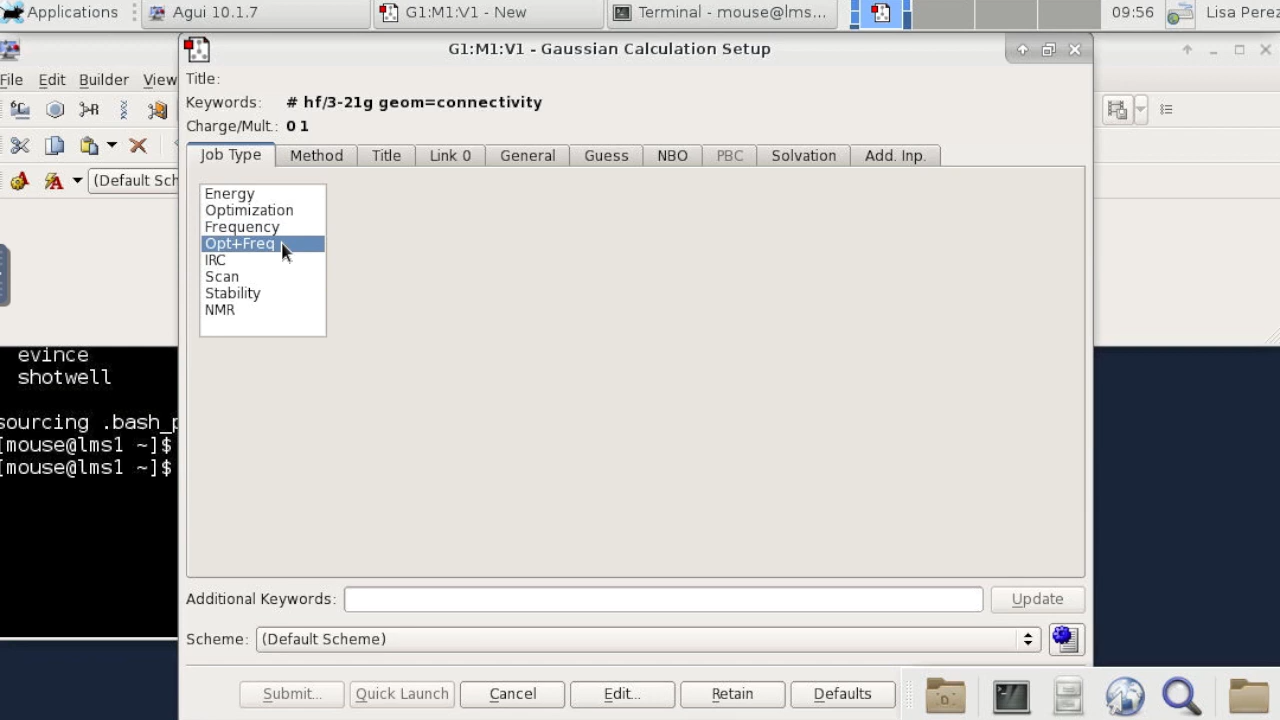 Applications
Agui 10.1.7
G1:M1:V1 - New
Terminal - mouse@lms...
09:56
Lisa Perez
G1:M1:V1 - Gaussian Calculation Setup
File Edit Builder View
Title:
Keywords: # hf/3-21g geom=connectivity
Charge/Mult.: 0 1
Job Type Method Title Link 0 General Guess NBO PBC Solvation Add. Inp.
(Default Sch
Energy
Optimization
Frequency
Opt+Freq
IRC
Scan
Stability
NMR
evince
shotwell
sourcing .bash_p
[mouse@lms1 ~]$
[mouse@lms1 ~]$
Additional Keywords:
Update
Scheme: (Default Scheme)
Submit... Quick Launch Cancel Edit... Retain Defaults